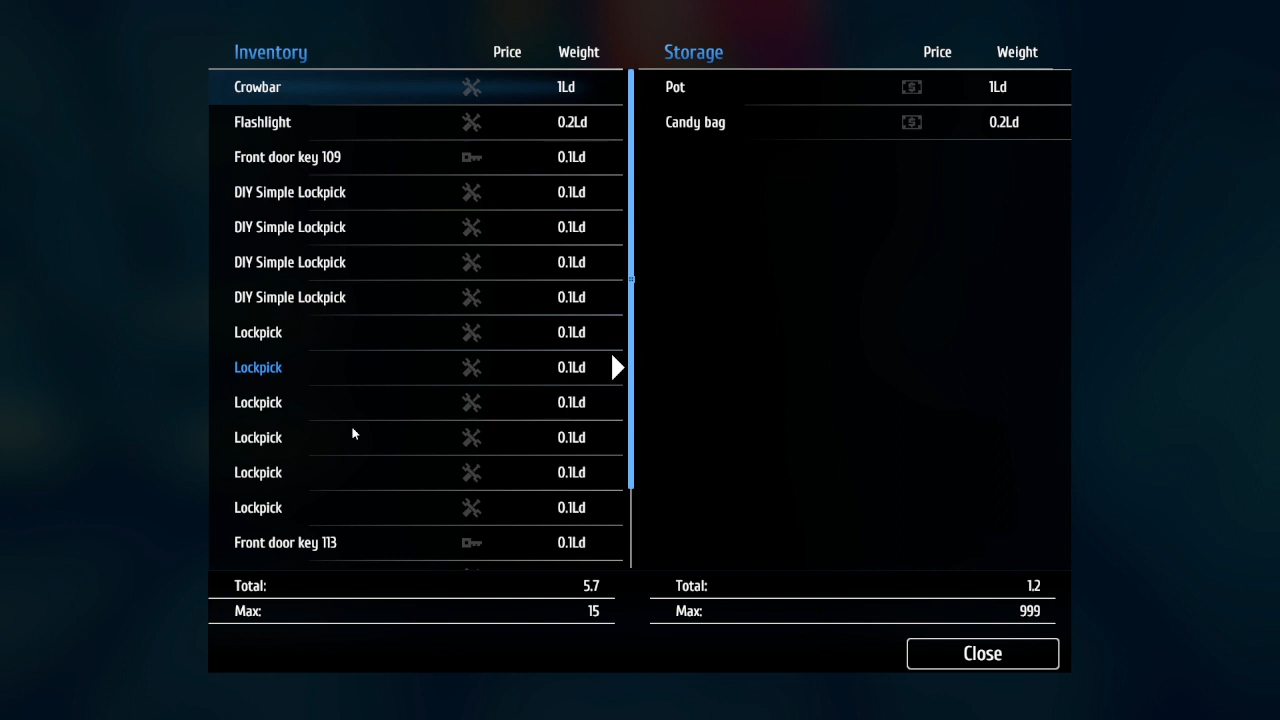 Inventory Price Weight
Crowbar 1Ld
Flashlight 0.2Ld
Front door key 109 0.1Ld
DIY Simple Lockpick 0.1Ld
DIY Simple Lockpick 0.1Ld
DIY Simple Lockpick 0.1Ld
DIY Simple Lockpick 0.1Ld
Lockpick 0.1Ld
Lockpick 0.1Ld
Lockpick 0.1Ld
Lockpick 0.1Ld
Lockpick 0.1Ld
Lockpick 0.1Ld
Front door key 113 0.1Ld
Total: 5.7
Max: 15
Storage Price Weight
Pot 1Ld
Candy bag 0.2Ld
Total: 1.2
Max: 999
Close